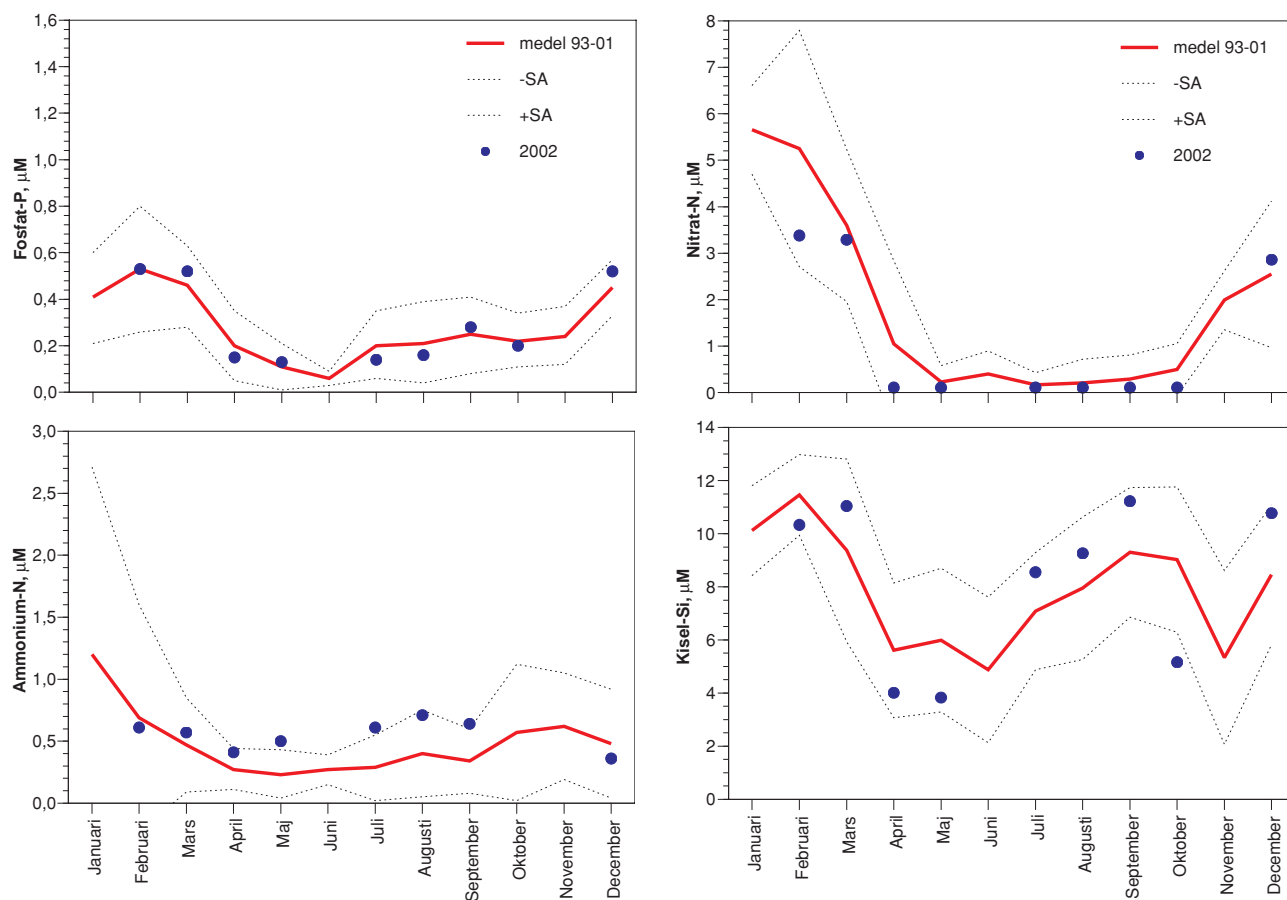 Fosfat-P, µM
1,6
1,4
1,2
1,0
0,8
0,6
0,4
0,2
0,0
medel 93-01
-SA
+SA
2002
Nitrat-N, µM
8
7
6
5
4
3
2
1
0
medel 93-01
-SA
+SA
2002
Ammonium-N, µM
3,0
2,5
2,0
1,5
1,0
0,5
0,0
Januari
Februari
Mars
April
Maj
Juni
Juli
Augusti
September
Oktober
November
December
Kisel-Si, µM
14
12
10
8
6
4
2
0
Januari
Februari
Mars
April
Maj
Juni
Juli
Augusti
September
Oktober
November
December